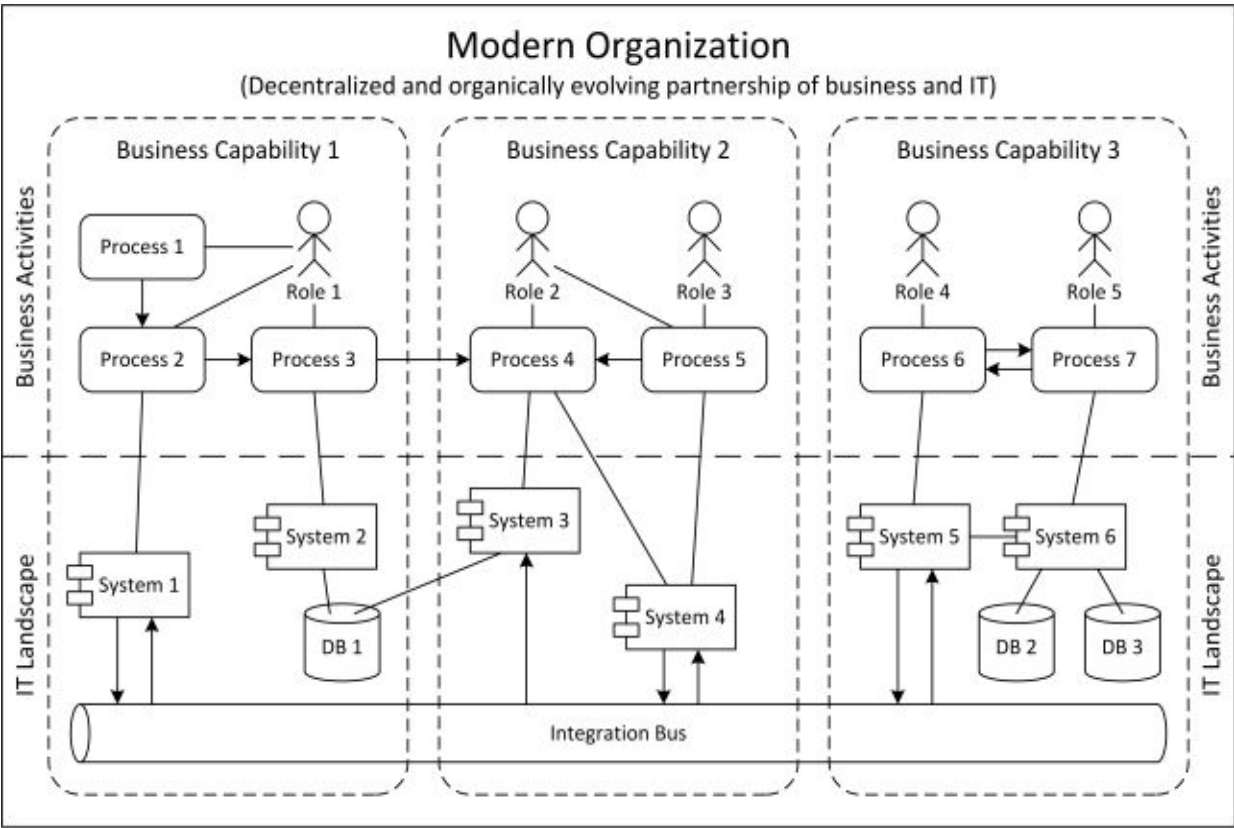 Modern Organization
(Decentralized and organically evolving partnership of business and IT)
Business Capability 1
Business Capability 2
Business Capability 3
Business Activities
Business Activities
Process 1
Role 1
Role 2
Role 3
Role 4
Role 5
Process 2
Process 3
Process 4
Process 5
Process 6
Process 7
IT Landscape
IT Landscape
System 1
System 2
System 3
System 4
System 5
System 6
DB 1
DB 2
DB 3
Integration Bus